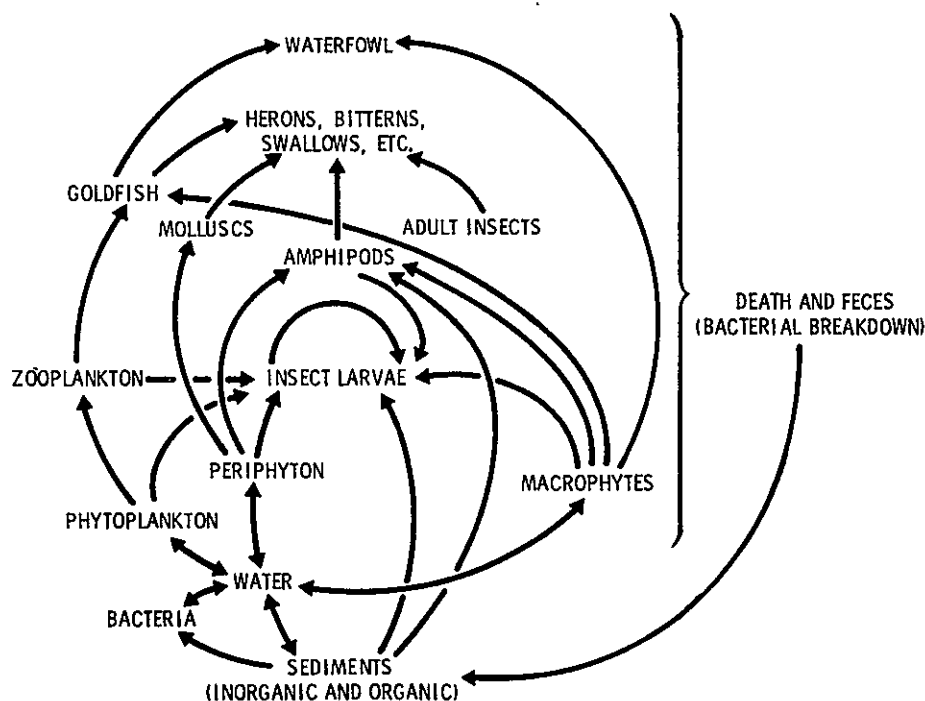 WATERFOWL
HERONS, BITTERNS,
SWALLOWS, ETC.
GOLDFISH
MOLLUSCS
ADULT INSECTS
AMPHIPODS
DEATH AND FECES
(BACTERIAL BREAKDOWN)
ZOOPLANKTON
INSECT LARVAE
PERIPHYTON
MACROPHYTES
PHYTOPLANKTON
WATER
BACTERIA
SEDIMENTS
(INORGANIC AND ORGANIC)